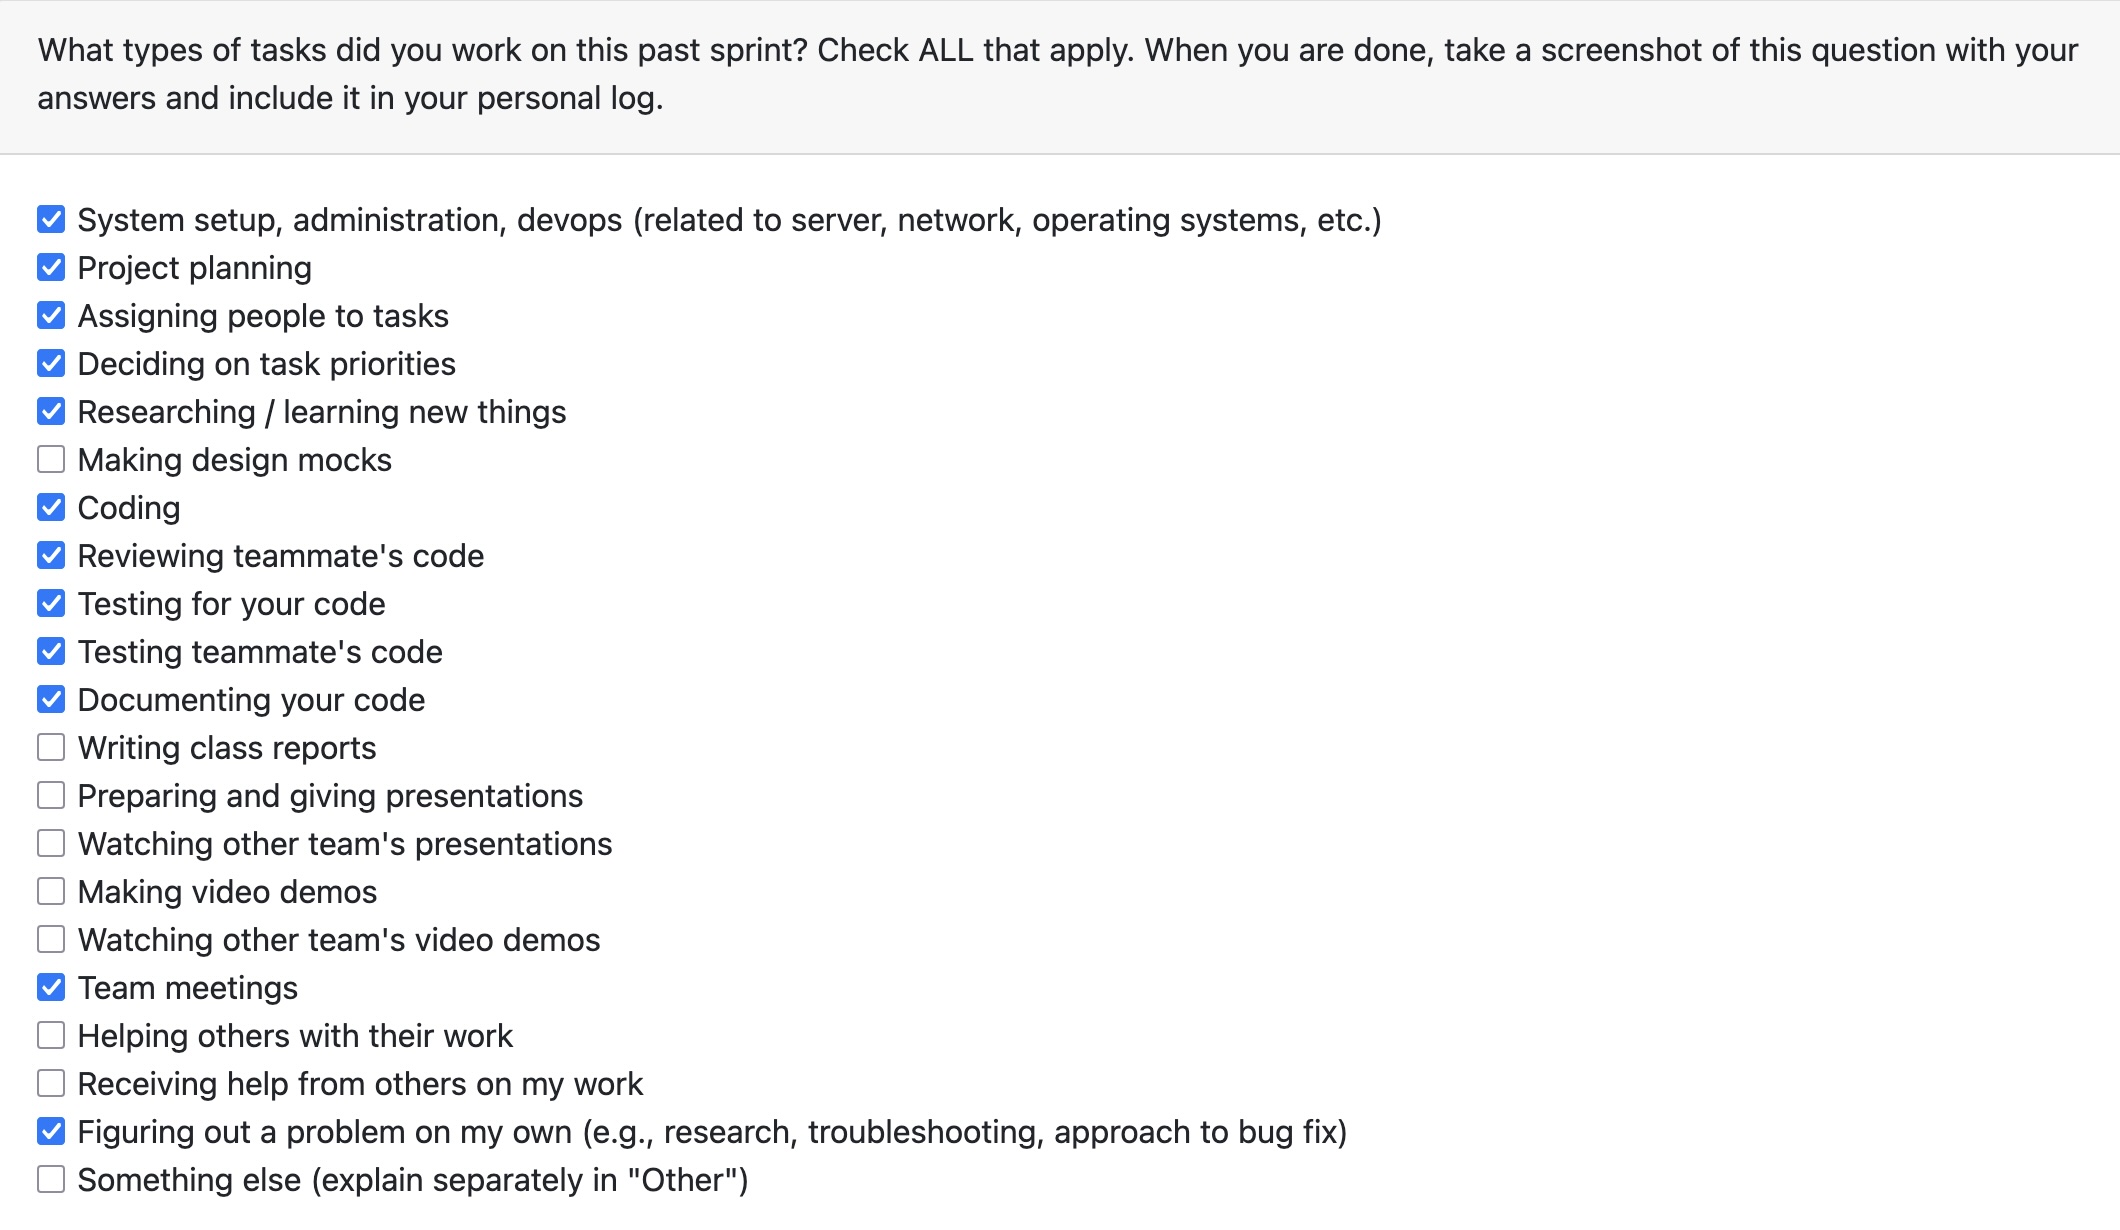 What types of tasks did you work on this past sprint? Check ALL that apply. When you are done, take a screenshot of this question with your
answers and include it in your personal log.
System setup, administration, devops (related to server, network, operating systems, etc.)
Project planning
Assigning people to tasks
Deciding on task priorities
Researching / learning new things
Making design mocks
Coding
Reviewing teammate's code
Testing for your code
Testing teammate's code
Documenting your code
Writing class reports
Preparing and giving presentations
Watching other team's presentations
Making video demos
Watching other team's video demos
Team meetings
Helping others with their work
Receiving help from others on my work
Figuring out a problem on my own (e.g., research, troubleshooting, approach to bug fix)
Something else (explain separately in "Other")